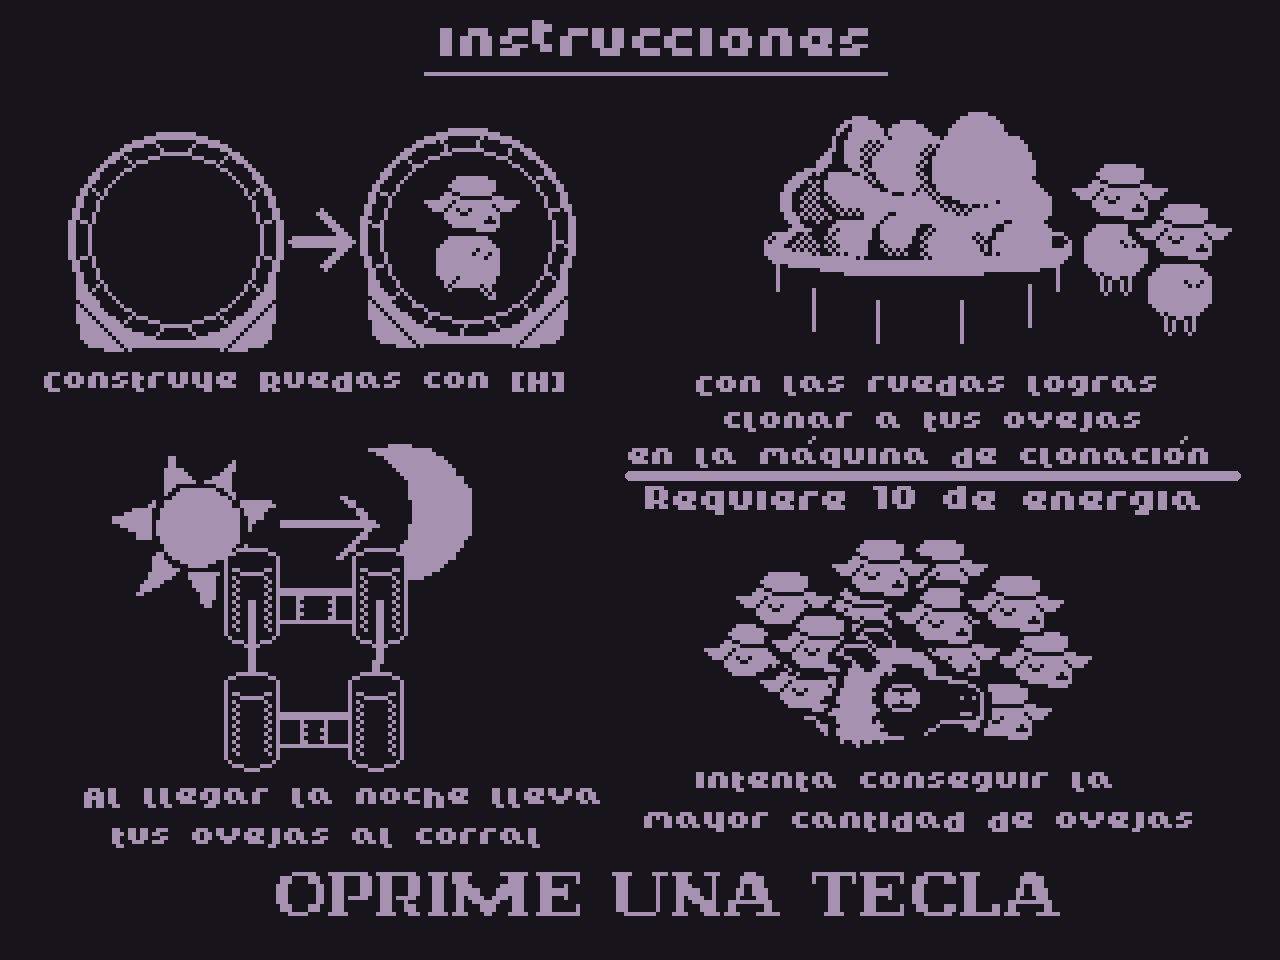 Instrucciones
Construye Ruedas con [H]
con las ruedas logras
clonar a tus ovejas
en la máquina de clonación
Requiere 10 de energia
Al llegar la noche lleva
tus ovejas al corral
Intenta conseguir la
mayor cantidad de ovejas
OPRIME UNA TECLA